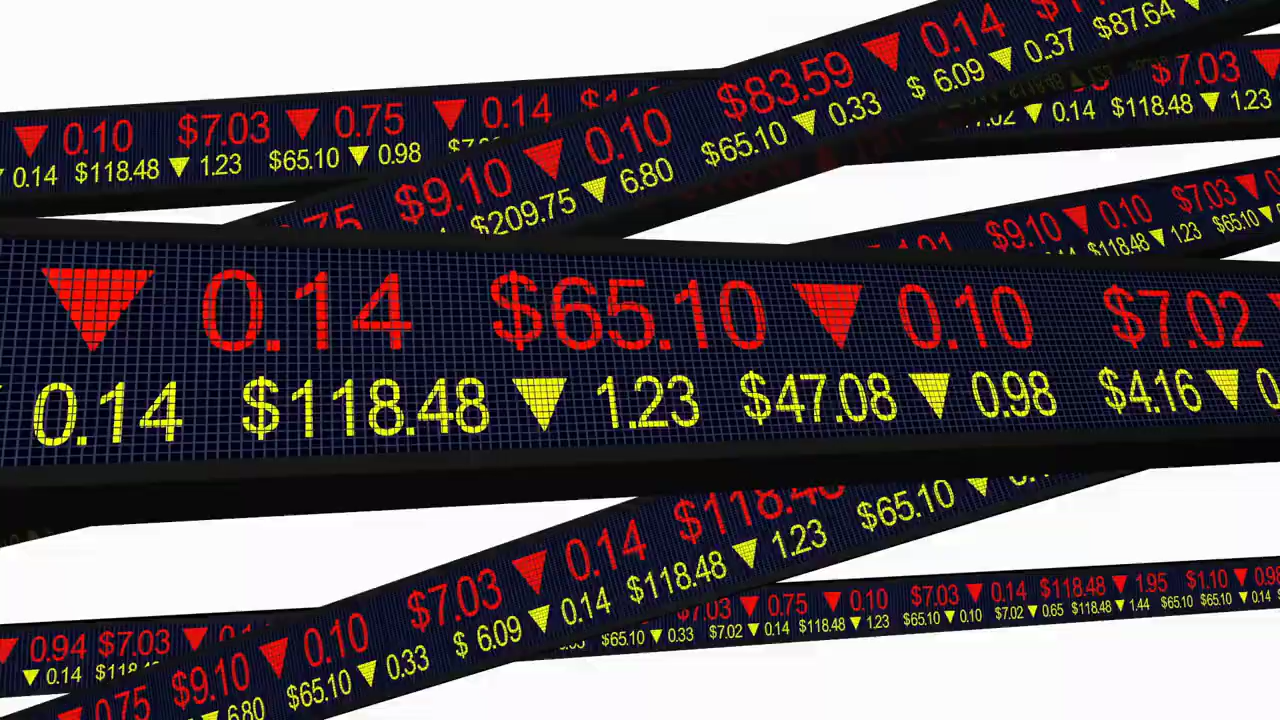 $83.59 ▼ 0.14
$ 6.09 ▼ 0.37 $87.64 ▼
$9.10 ▼ 0.10
$209.75 ▼ 6.80 $65.10 ▼ 0.33
▼ 0.10 $7.03 ▼ 0.75 ▼ 0.14
0.14 $118.48 ▼ 1.23 $65.10 ▼ 0.98
$7.03 ▼
▼ 0.14 $118.48 ▼ 1.23
$9.10 ▼ 0.10 $7.03 ▼
$118.48 ▼ 1.23 $65.10 ▼
▼ 0.14 $65.10 ▼ 0.10 $7.02
0.14 $118.48 ▼ 1.23 $47.08 ▼ 0.98 $4.16 ▼
0.75 $9.10 ▼ 0.10 $7.03 ▼ 0.14 $118.48
6.80 $65.10 ▼ 0.33 $ 6.09 ▼ 0.14 $118.48 ▼ 1.23 $65.10 ▼
▼ 0.94 $7.03 ▼
▼ 0.14
$7.03 ▼ 0.75 ▼ 0.10 $7.03 ▼ 0.14 $118.48 ▼ 1.95 $1.10 ▼ 0.98
$65.10 ▼ 0.33 $7.02 ▼ 0.14 $118.48 ▼ 1.23 $65.10 ▼ 0.10 $7.02 ▼ 0.65 $118.48 ▼ 1.44 $65.10 $65.10 ▼ 0.14